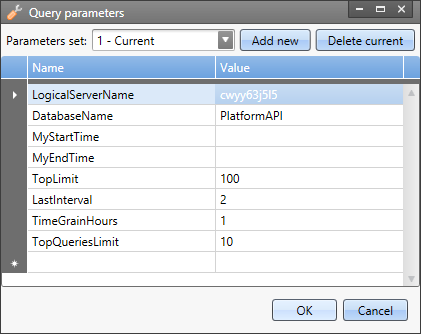 Query parameters
Parameters set: 1 - Current Add new Delete current
Name Value
LogicalServerName cwyy63j5l5
DatabaseName PlatformAPI
MyStartTime
MyEndTime
TopLimit 100
LastInterval 2
TimeGrainHours 1
TopQueriesLimit 10
OK Cancel